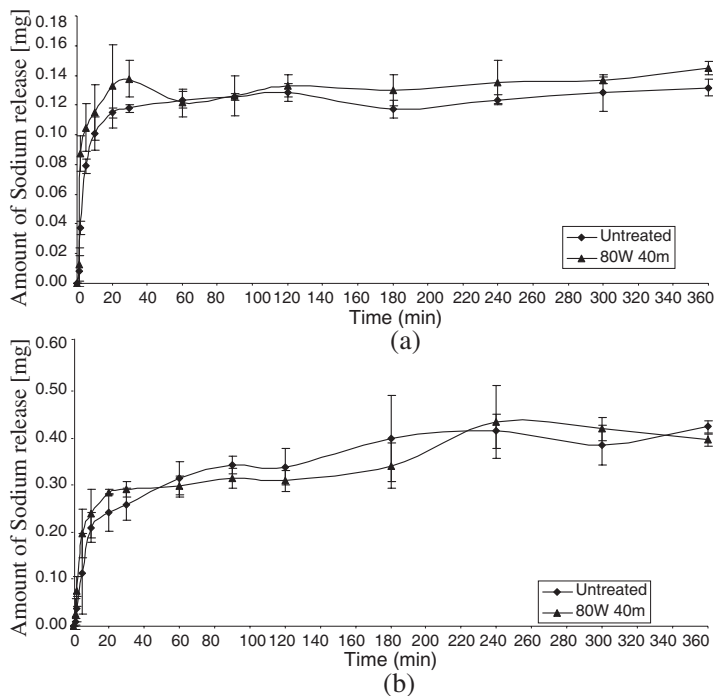 Amount of Sodium release [mg]
0.18
0.16
0.14
0.12
0.10
0.08
0.06
0.04
0.02
0.00
Untreated
80W 40m
0 20 40 60 80 100 120 140 160 180 200 220 240 260 280 300 320 340 360
Time (min)
(a)
Amount of Sodium release [mg]
0.60
0.50
0.40
0.30
0.20
0.10
0.00
Untreated
80W 40m
0 20 40 60 80 100 120 140 160 180 200 220 240 260 280 300 320 340 360
Time (min)
(b)